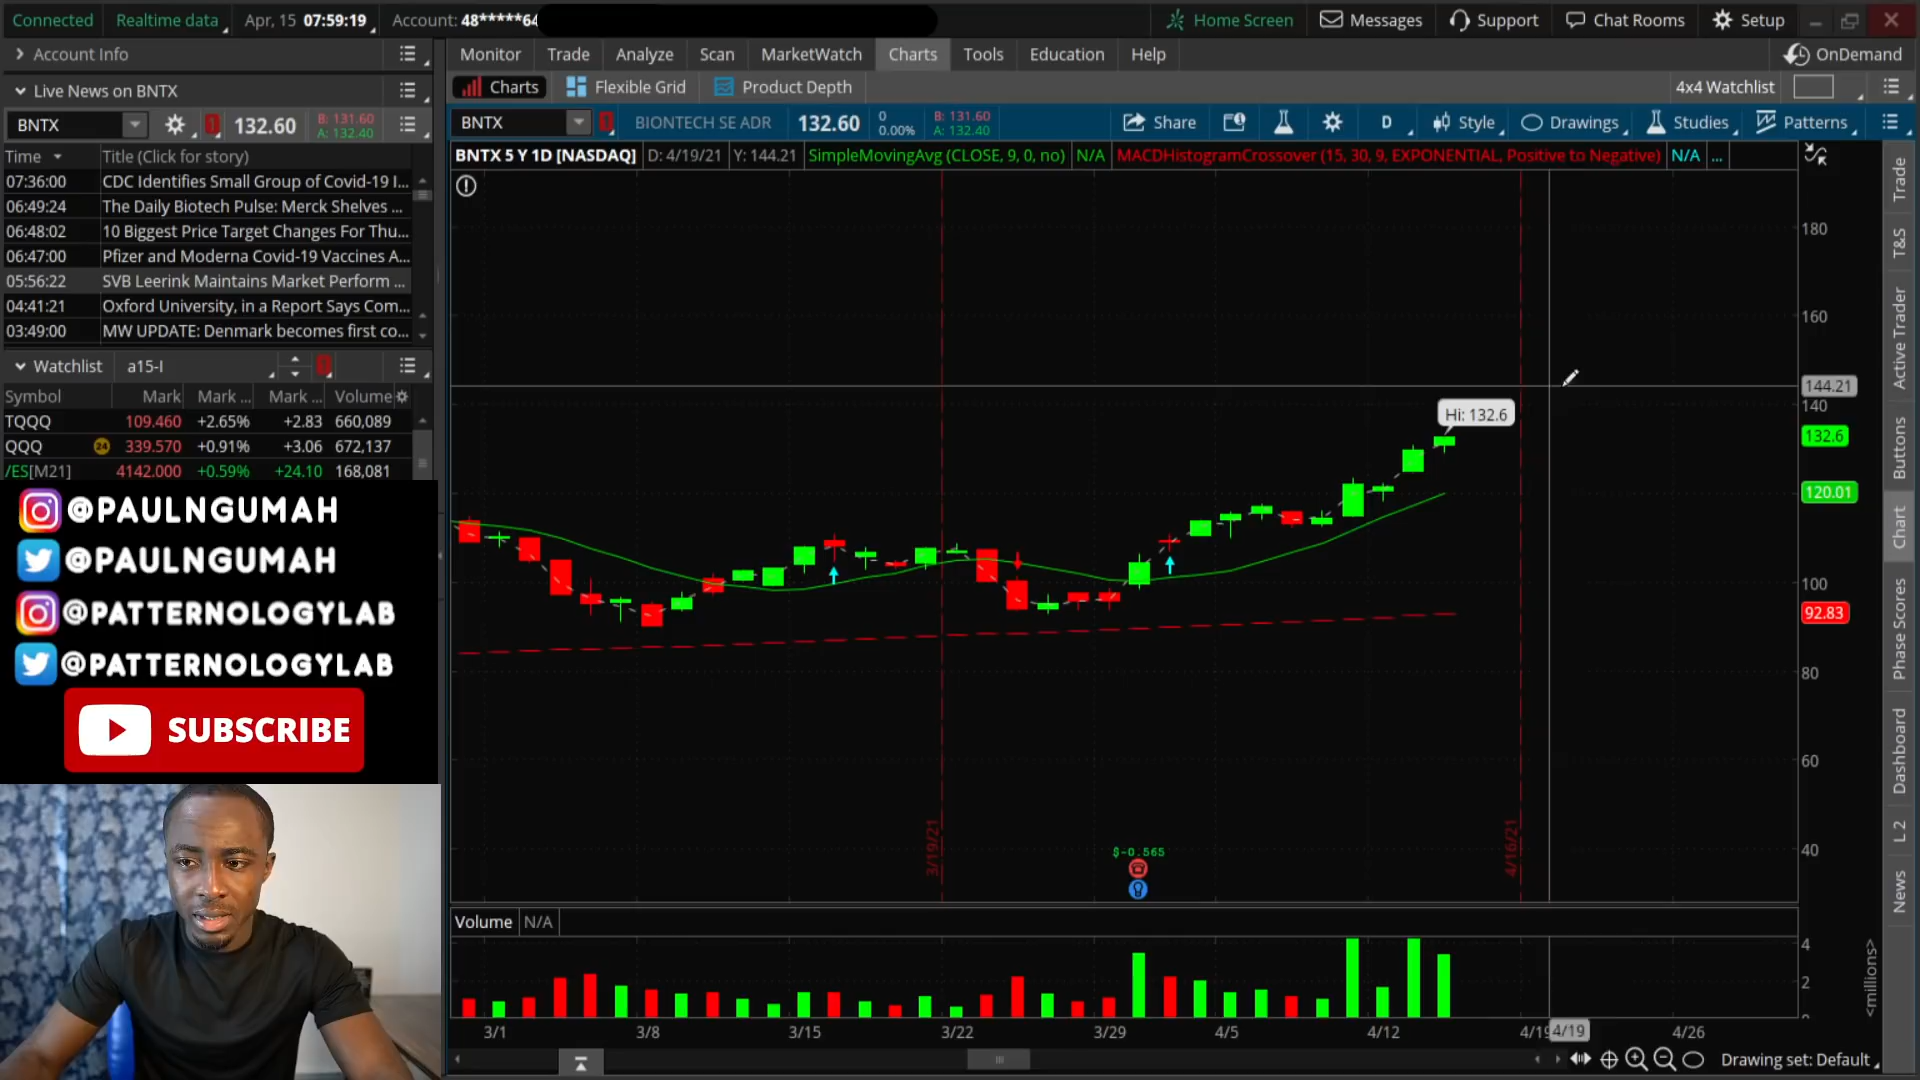 Connected Realtime data Apr, 15 07:59:19 Account: 48*****64 Home Screen Messages Support Chat Rooms Setup
Account Info Monitor Trade Analyze Scan MarketWatch Charts Tools Education Help OnDemand
Live News on BNTX Charts Flexible Grid Product Depth 4x4 Watchlist
BNTX 1 132.60 B: 131.60 A: 132.40
BNTX 1 BIONTECH SE ADR 132.60 0 0.00% B: 131.60 A: 132.40 Share D Style Drawings Studies Patterns
BNTX 5 Y 1D [NASDAQ] D: 4/19/21 Y: 144.21 SimpleMovingAvg (CLOSE, 9, 0, no) N/A MACDHistogramCrossover (15, 30, 9, EXPONENTIAL, Positive to Negative) N/A ...
Time Title (Click for story)
07:36:00 CDC Identifies Small Group of Covid-19 I...
06:49:24 The Daily Biotech Pulse: Merck Shelves ...
06:48:02 10 Biggest Price Target Changes For Thu...
06:47:00 Pfizer and Moderna Covid-19 Vaccines A...
05:56:22 SVB Leerink Maintains Market Perform ...
04:41:21 Oxford University, in a Report Says Com...
03:49:00 MW UPDATE: Denmark becomes first co...
Watchlist a15-I 1
Symbol Mark Mark ... Mark ... Volume
TQQQ 109.460 +2.65% +2.83 660,089
QQQ 24 339.570 +0.91% +3.06 672,137
/ES[M21] 4142.000 +0.59% +24.10 168,081
@PAULNGUMAH
@PAULNGUMAH
@PATTERNOLOGYLAB
@PATTERNOLOGYLAB
SUBSCRIBE
180
160
144.21
140
Hi: 132.6
132.6
120.01
100
92.83
80
60
40
3/19/21
4/16/21
$-0.565
Volume N/A
4
2
<millions>
3/1 3/8 3/15 3/22 3/29 4/5 4/12 4/19 4/19 4/26
Drawing set: Default
Trade
T&S
Active Trader
Buttons
Chart
Phase Scores
Dashboard
L 2
News